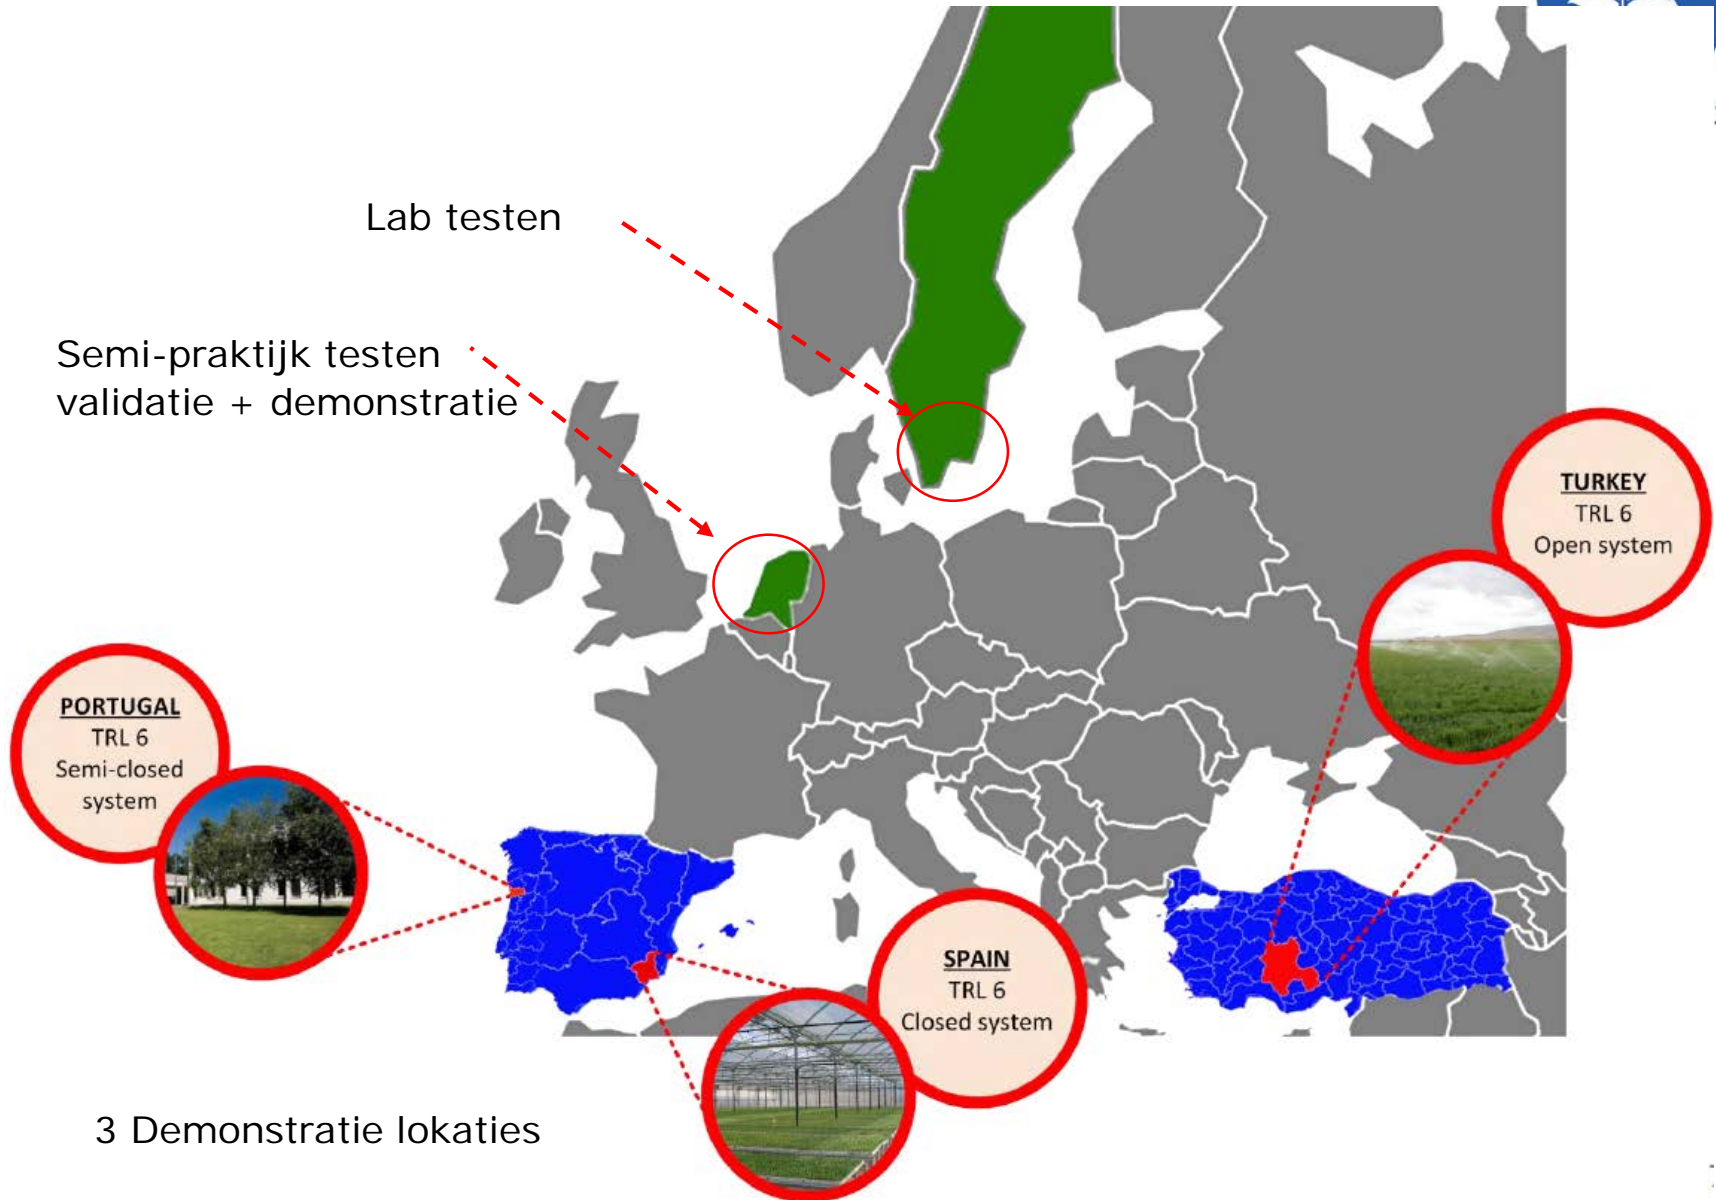 Lab testen
Semi-praktijk testen
validatie + demonstratie
TURKEY
TRL 6
Open system
PORTUGAL
TRL 6
Semi-closed
system
SPAIN
TRL 6
Closed system
3 Demonstratie lokaties